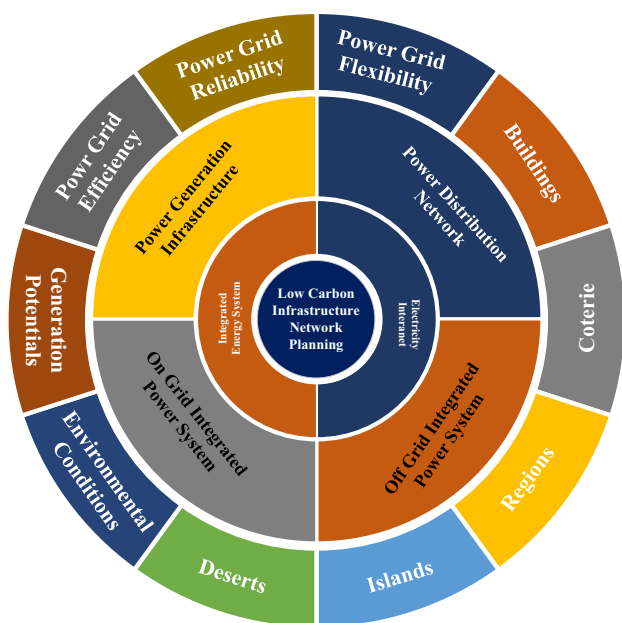 Power Grid
Reliability
Power Grid
Flexibility
Buildings
Coterie
Regions
Islands
Deserts
Environmental
Conditions
Generation
Potentials
Powr Grid
Efficiency
Power Generation
Infrastructure
Power Distribution
Network
Off Grid Integrated
Power System
On Grid Integrated
Power System
Integrated
Energy System
Electricity
Interanet
Low Carbon
Infrastructure
Network
Planning